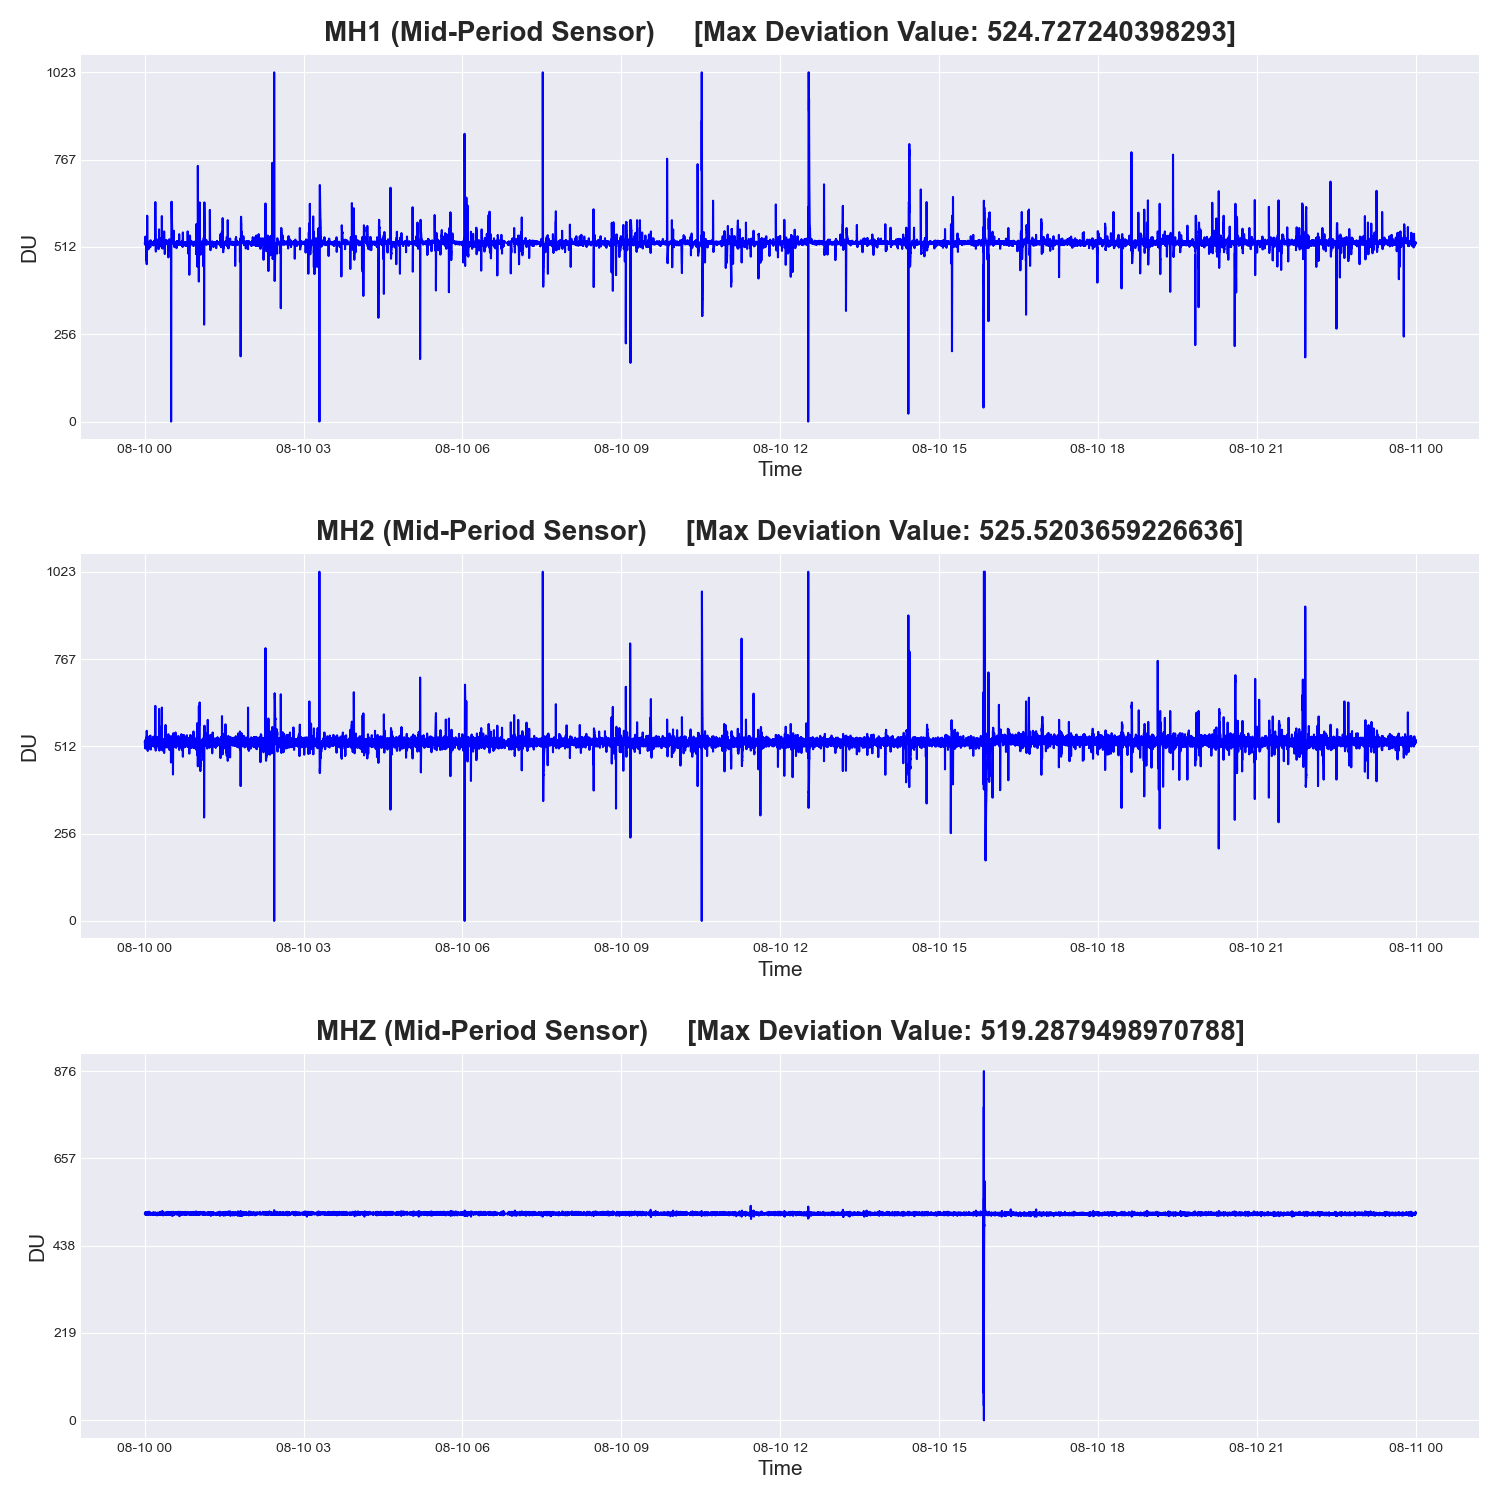 MH1 (Mid-Period Sensor) [Max Deviation Value: 524.727240398293]
1023
767
512
256
0
DU
08-10 00 08-10 03 08-10 06 08-10 09 08-10 12 08-10 15 08-10 18 08-10 21 08-11 00
Time
MH2 (Mid-Period Sensor) [Max Deviation Value: 525.5203659226636]
1023
767
512
256
0
DU
08-10 00 08-10 03 08-10 06 08-10 09 08-10 12 08-10 15 08-10 18 08-10 21 08-11 00
Time
MHZ (Mid-Period Sensor) [Max Deviation Value: 519.2879498970788]
876
657
438
219
0
DU
08-10 00 08-10 03 08-10 06 08-10 09 08-10 12 08-10 15 08-10 18 08-10 21 08-11 00
Time